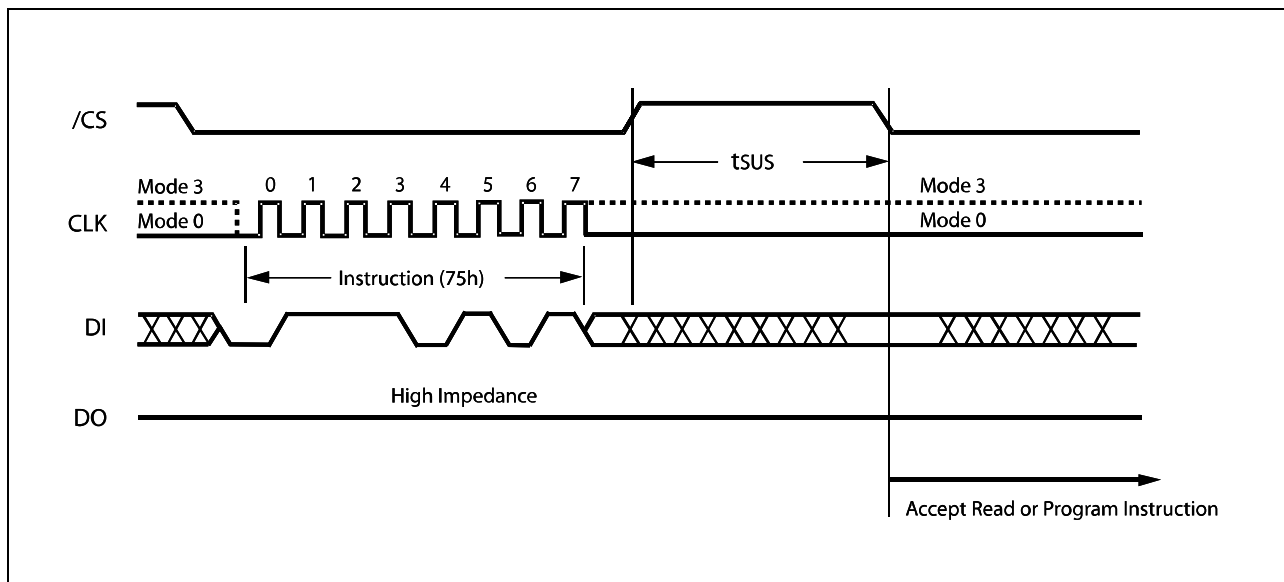 /CS
tSUS
Mode 3
0 1 2 3 4 5 6 7
Mode 3
CLK
Mode 0
Mode 0
Instruction (75h)
DI
High Impedance
DO
Accept Read or Program Instruction